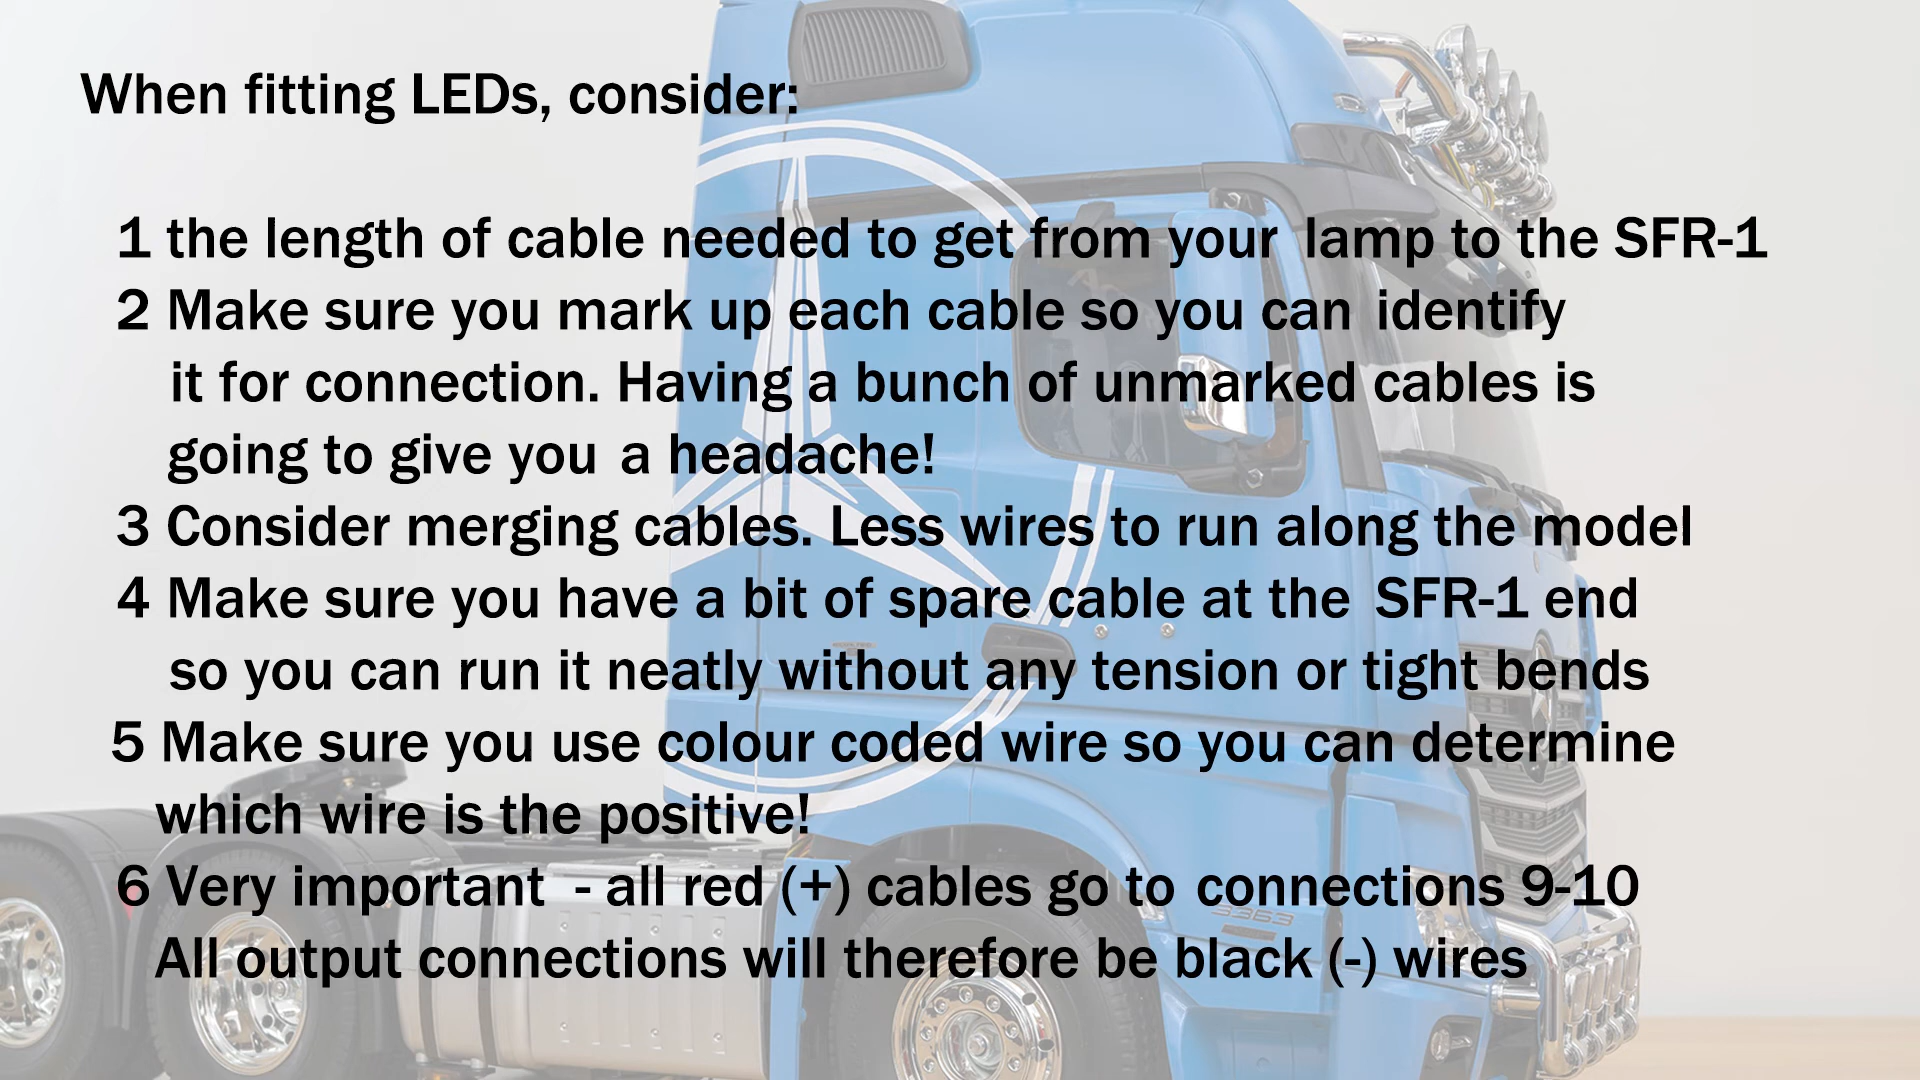 When fitting LEDs, consider:
1 the length of cable needed to get from your lamp to the SFR-1
2 Make sure you mark up each cable so you can identify
it for connection. Having a bunch of unmarked cables is
going to give you a headache!
3 Consider merging cables. Less wires to run along the model
4 Make sure you have a bit of spare cable at the SFR-1 end
so you can run it neatly without any tension or tight bends
5 Make sure you use colour coded wire so you can determine
which wire is the positive!
6 Very important - all red (+) cables go to connections 9-10
All output connections will therefore be black (-) wires
3363